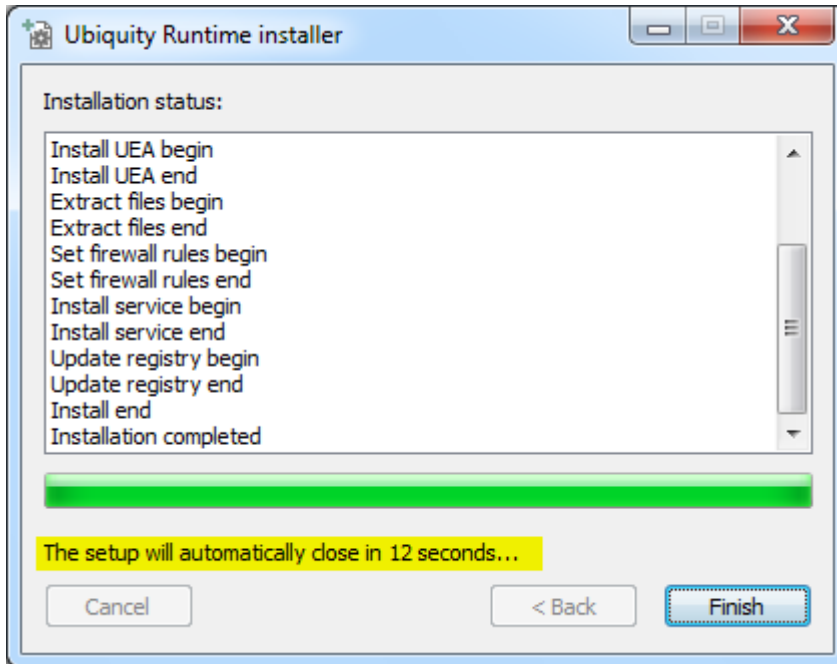 Ubiquity Runtime installer
Installation status:
Install UEA begin
Install UEA end
Extract files begin
Extract files end
Set firewall rules begin
Set firewall rules end
Install service begin
Install service end
Update registry begin
Update registry end
Install end
Installation completed
The setup will automatically close in 12 seconds...
Cancel
< Back
Finish